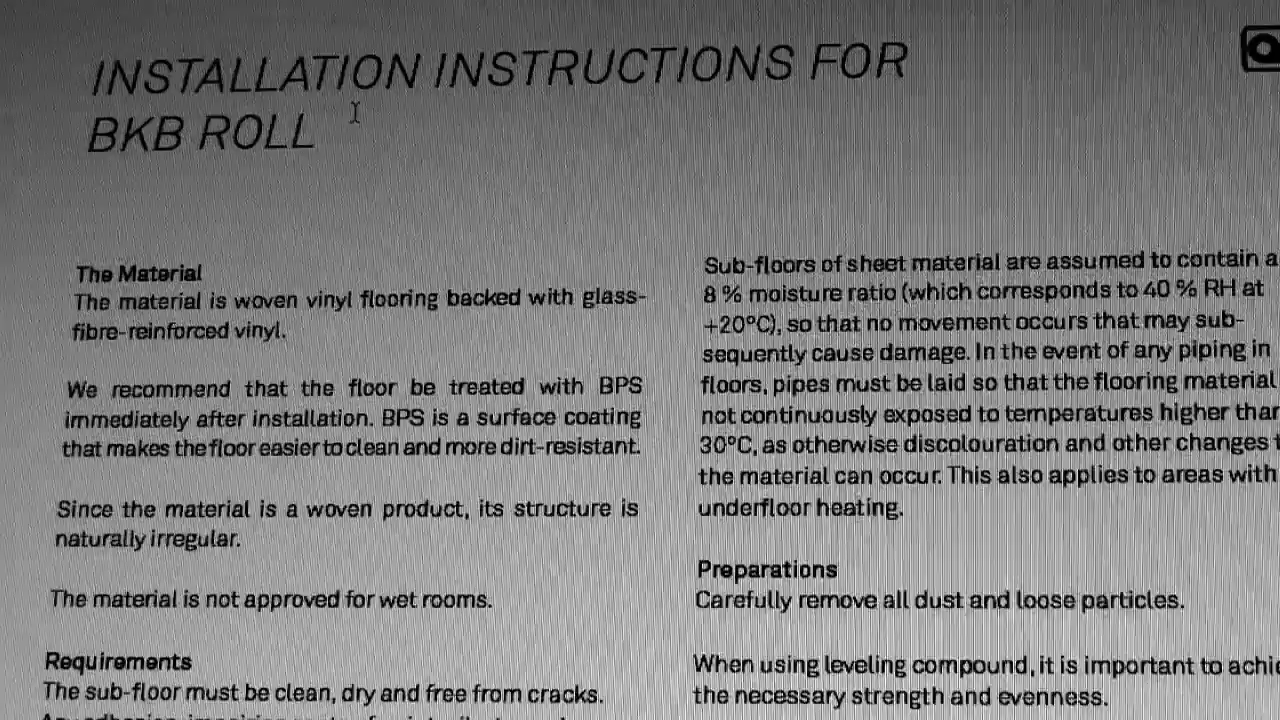 INSTALLATION INSTRUCTIONS FOR
BKB ROLL
The Material
The material is woven vinyl flooring backed with glass-
fibre-reinforced vinyl.
We recommend that the floor be treated with BPS
immediately after installation. BPS is a surface coating
that makes the floor easier to clean and more dirt-resistant.
Since the material is a woven product, its structure is
naturally irregular.
The material is not approved for wet rooms.
Requirements
The sub-floor must be clean, dry and free from cracks.
Sub-floors of sheet material are assumed to contain a
8 % moisture ratio (which corresponds to 40 % RH at
+20°C), so that no movement occurs that may sub-
sequently cause damage. In the event of any piping in
floors, pipes must be laid so that the flooring material
not continuously exposed to temperatures higher than
30°C, as otherwise discolouration and other changes
the material can occur. This also applies to areas with
underfloor heating.
Preparations
Carefully remove all dust and loose particles.
When using leveling compound, it is important to
the necessary strength and evenness.